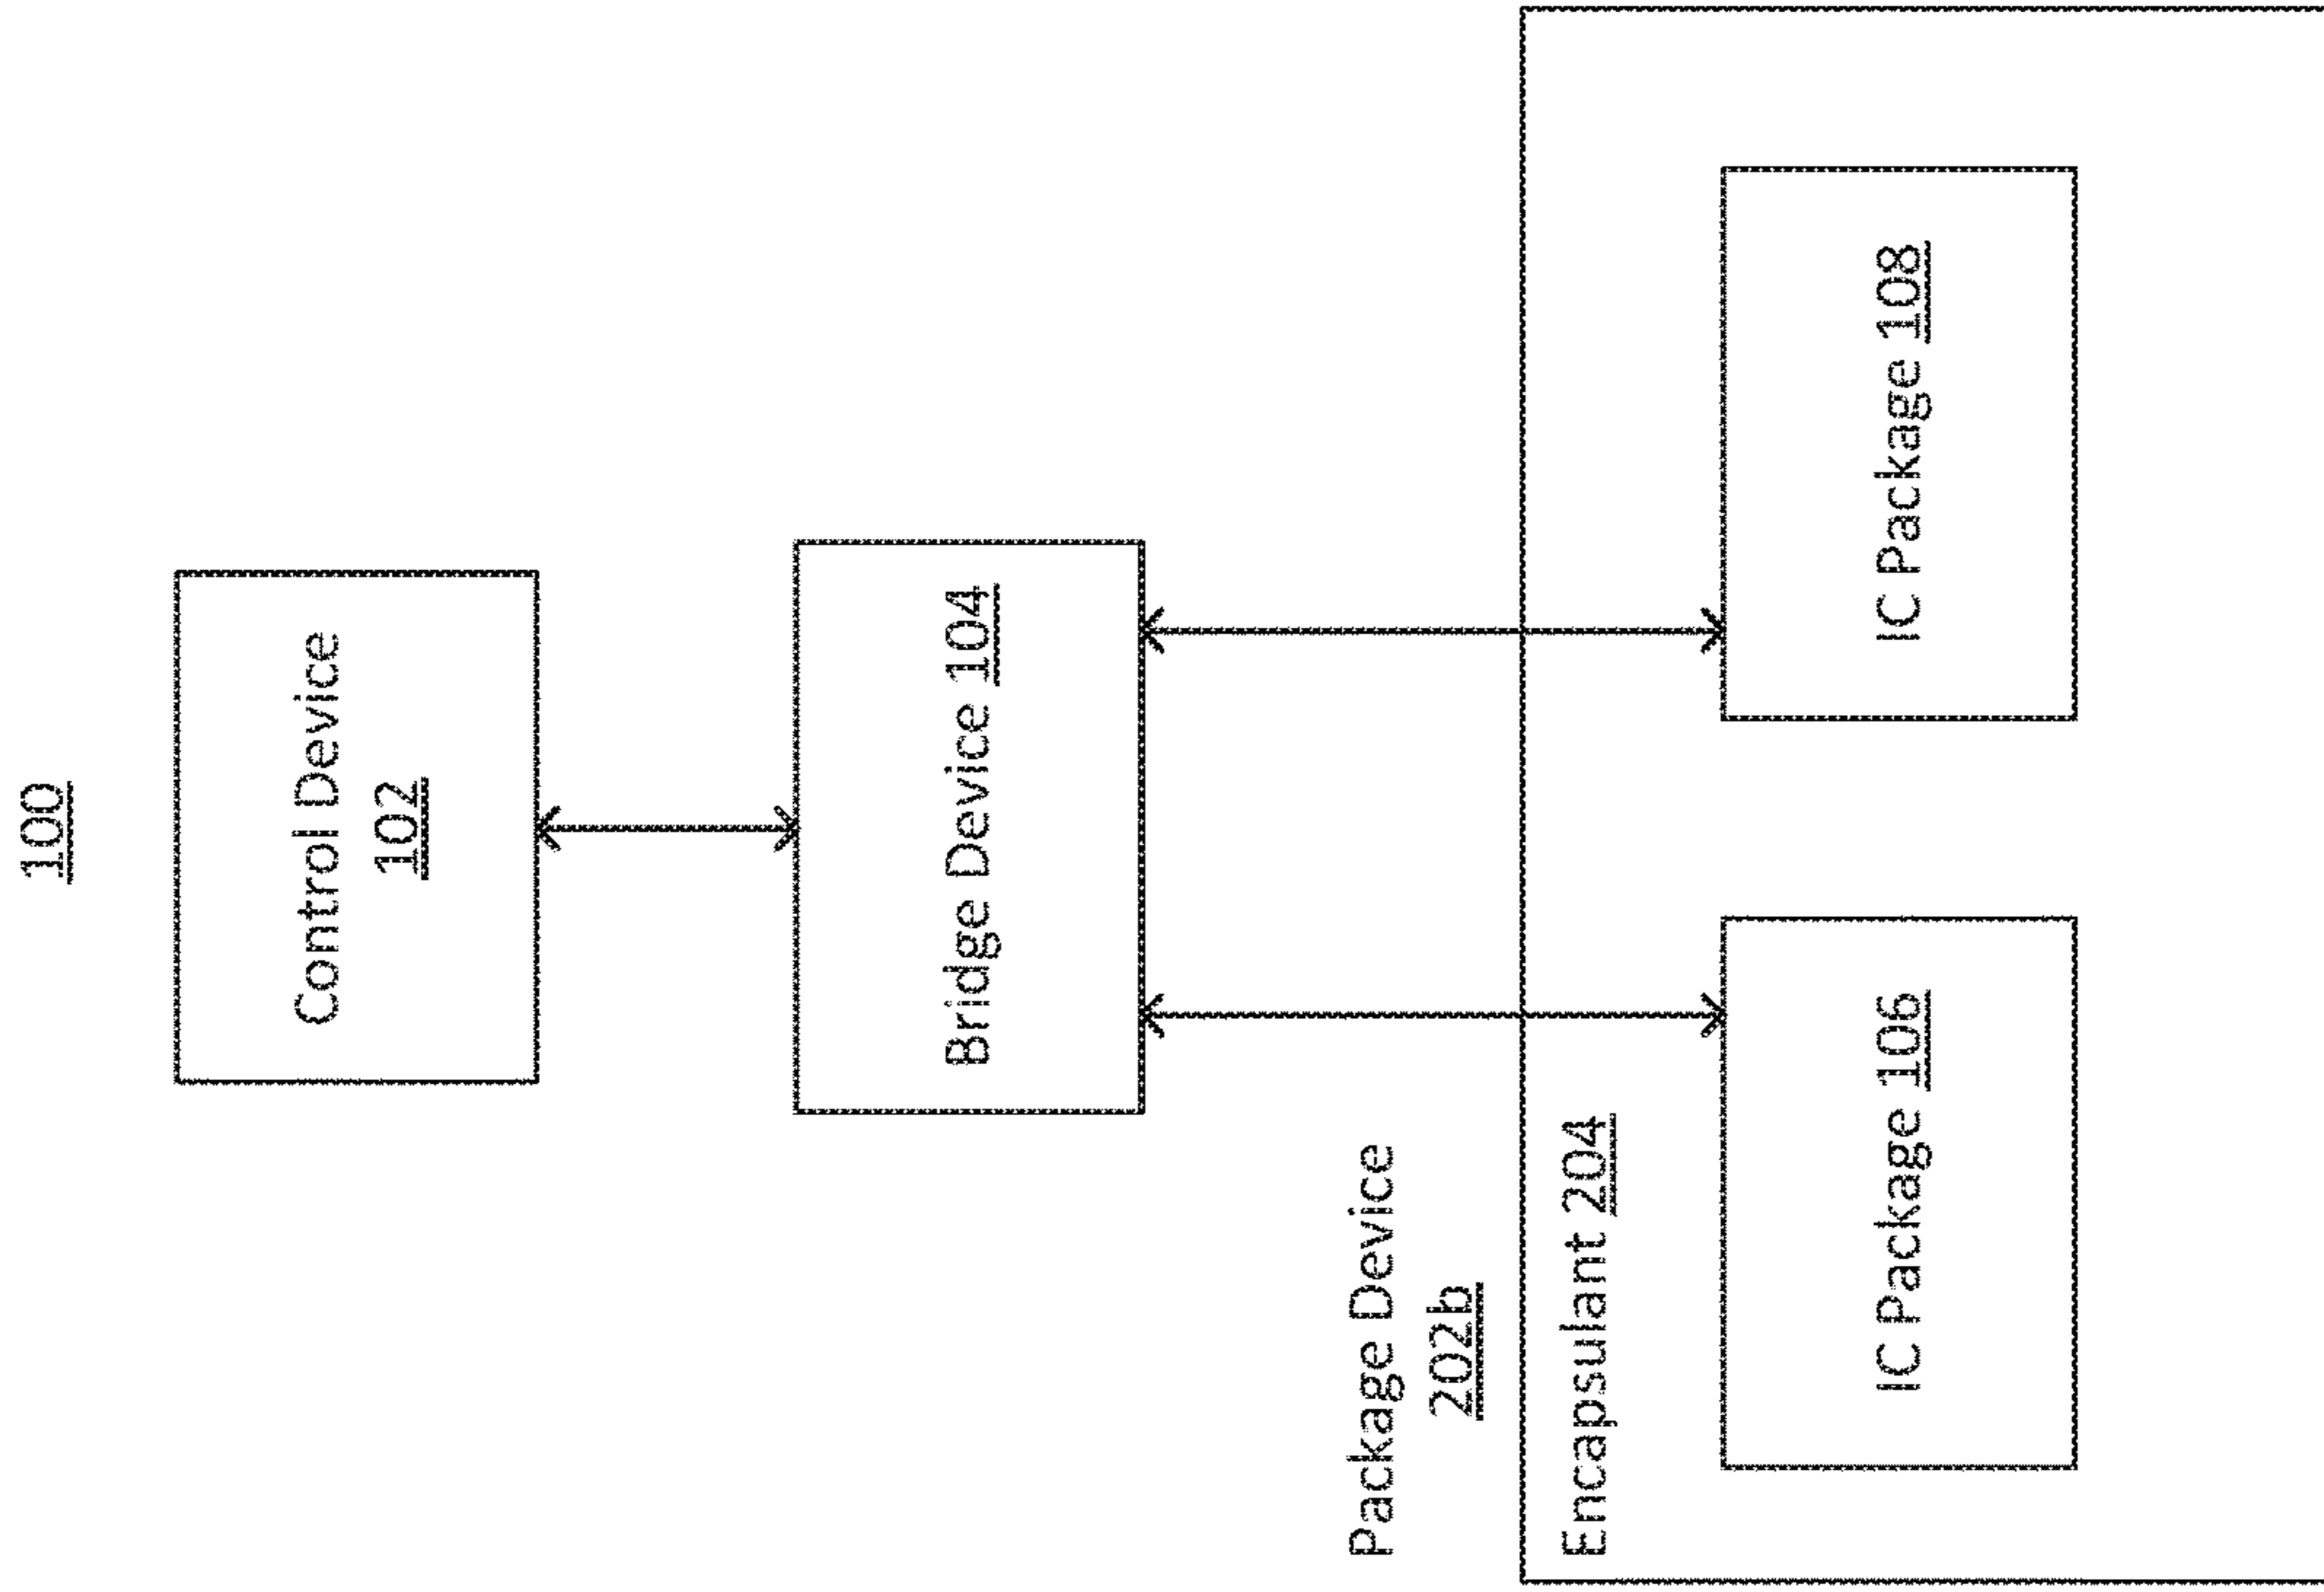 100
Control Device
102
Bridge Device 104
Package Device
202b
Encapsulant 204
IC Package 106
IC Package 108